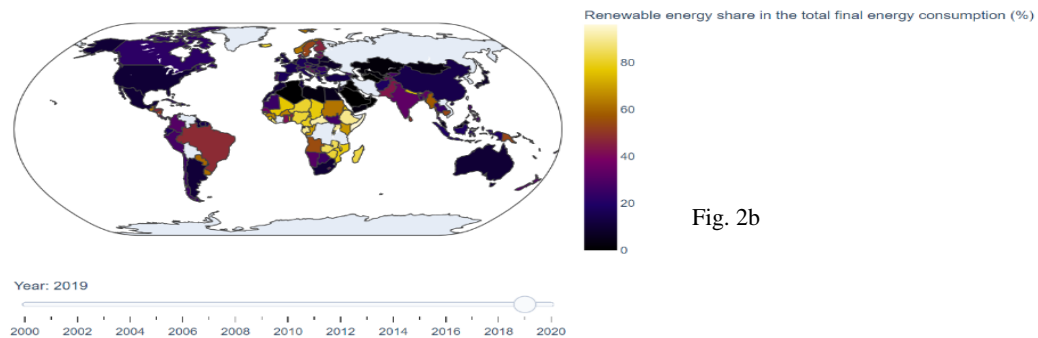 Renewable energy share in the total final energy consumption (%)
80
60
40
20
0
Fig. 2b
Year: 2019
2000 2002 2004 2006 2008 2010 2012 2014 2016 2018 2020